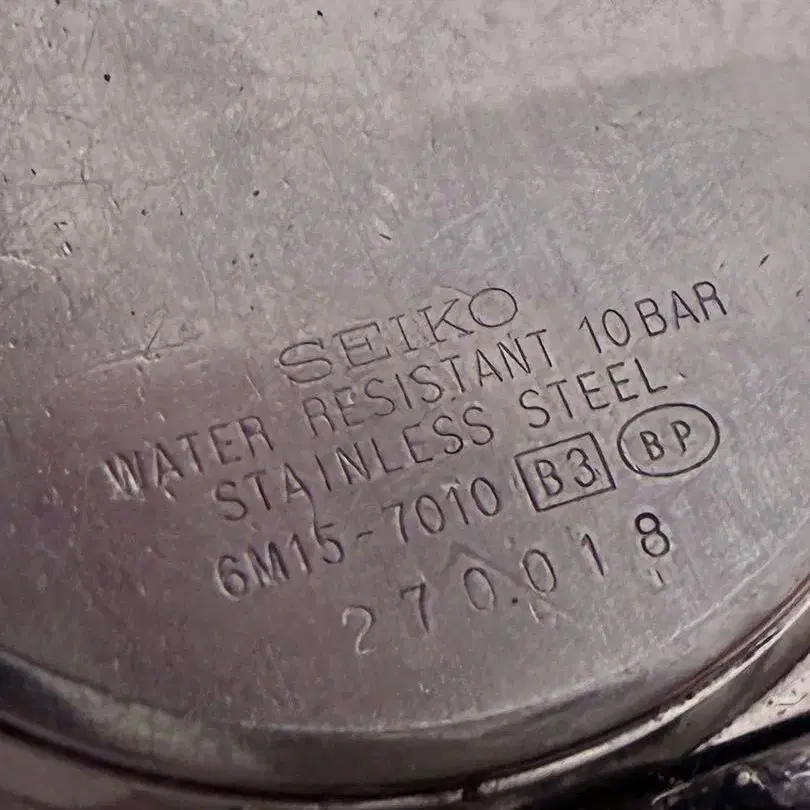 SEIKO
WATER RESISTANT 10BAR
STAINLESS STEEL
6M15-7010 B3 BP
270018